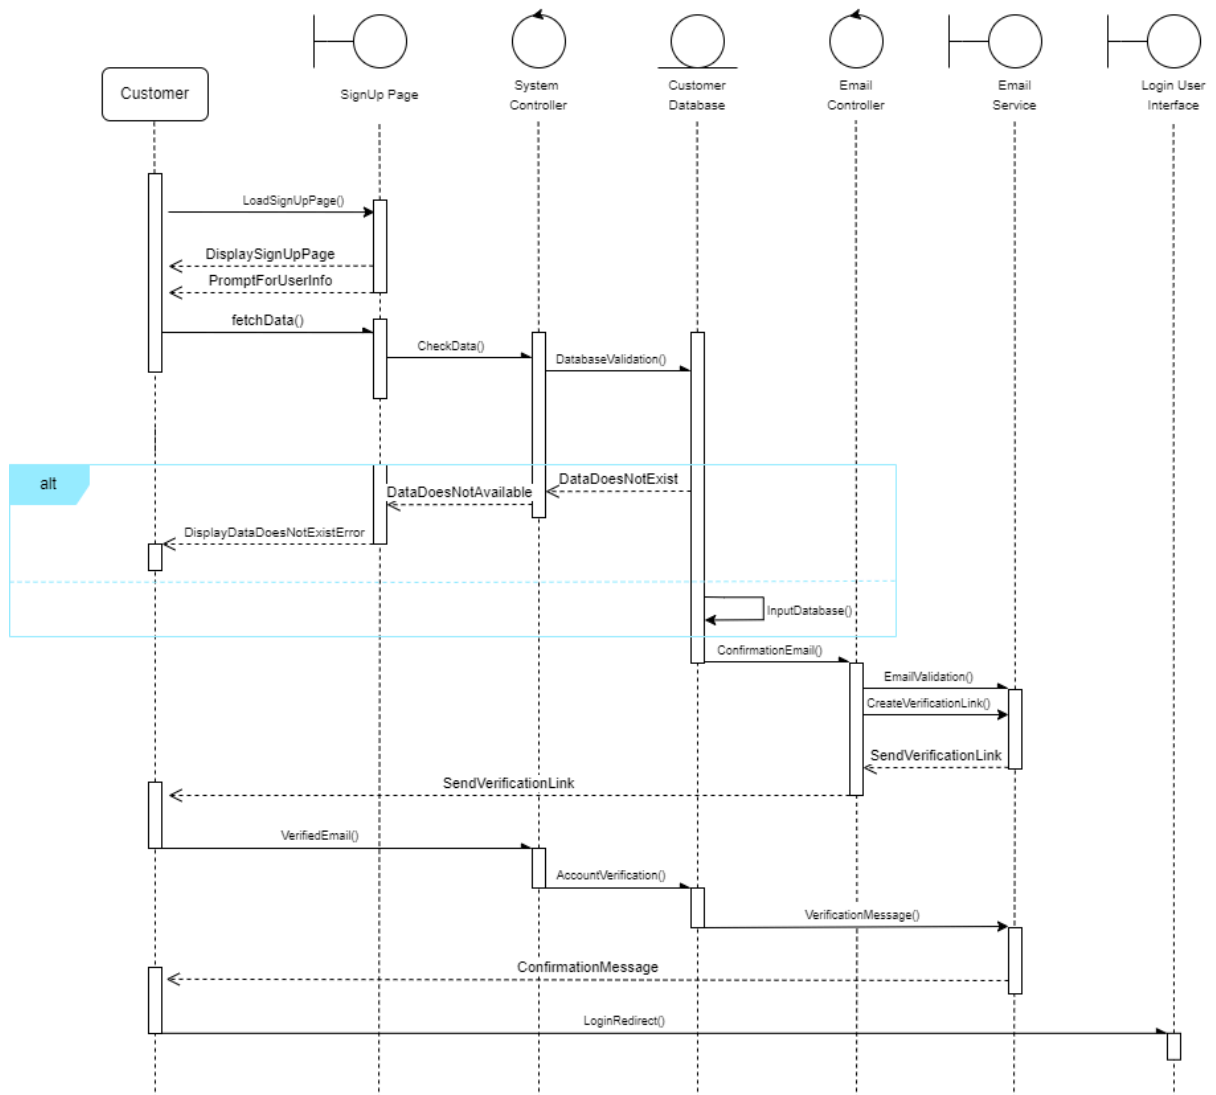 Customer
SignUp Page
System
Controller
Customer
Database
Email
Controller
Email
Service
Login User
Interface
LoadSignUpPage()
DisplaySignUpPage
PromptForUserInfo
fetchData()
CheckData()
DatabaseValidation()
alt
DataDoesNotExist
DataDoesNotAvailable
DisplayDataDoesNotExistError
InputDatabase()
ConfirmationEmail()
EmailValidation()
CreateVerificationLink()
SendVerificationLink
SendVerificationLink
VerifiedEmail()
AccountVerification()
VerificationMessage()
ConfirmationMessage
LoginRedirect()